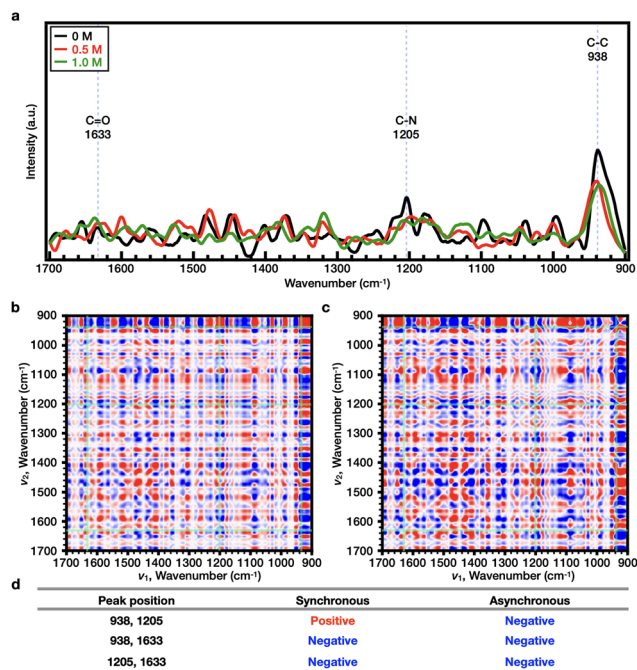 a
0 M
0.5 M
1.0 M
C-C
938
C=O
1633
C-N
1205
Intensity (a.u.)
1700 1600 1500 1400 1300 1200 1100 1000 900
Wavenumber (cm⁻¹)
b
900
1000
1100
1200
1300
1400
1500
1600
1700
ν₂, Wavenumber (cm⁻¹)
1700 1600 1500 1400 1300 1200 1100 1000 900
ν₁, Wavenumber (cm⁻¹)
c
900
1000
1100
1200
1300
1400
1500
1600
1700
ν₂, Wavenumber (cm⁻¹)
1700 1600 1500 1400 1300 1200 1100 1000 900
ν₁, Wavenumber (cm⁻¹)
d
Peak position Synchronous Asynchronous
938, 1205 Positive Negative
938, 1633 Negative Negative
1205, 1633 Negative Negative